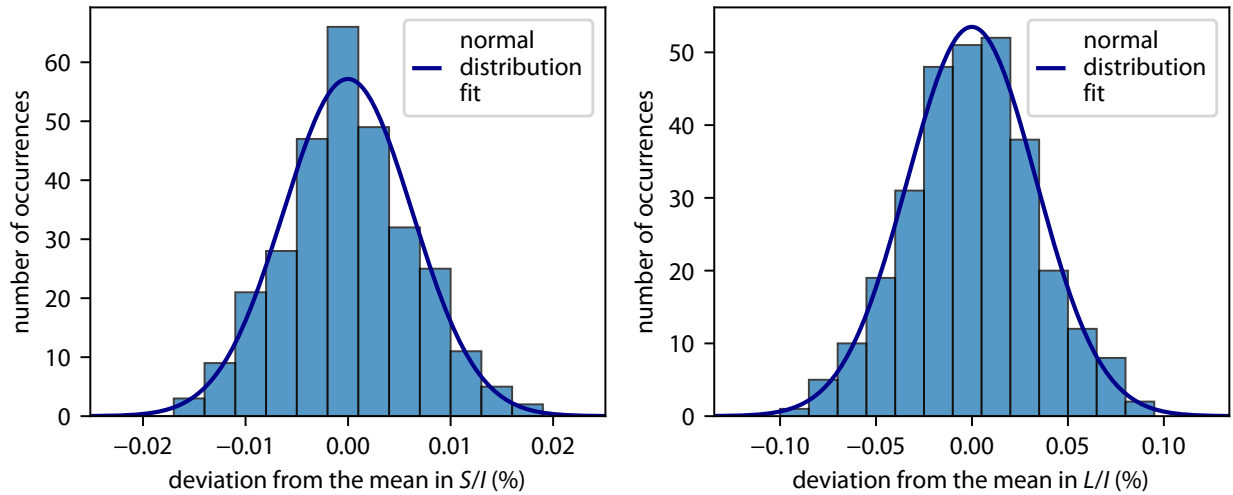 normal
distribution
fit
60
50
40
30
20
10
0
number of occurrences
−0.02
−0.01
0.00
0.01
0.02
deviation from the mean in S/I (%)
normal
distribution
fit
50
40
30
20
10
0
number of occurrences
−0.10
−0.05
0.00
0.05
0.10
deviation from the mean in L/I (%)